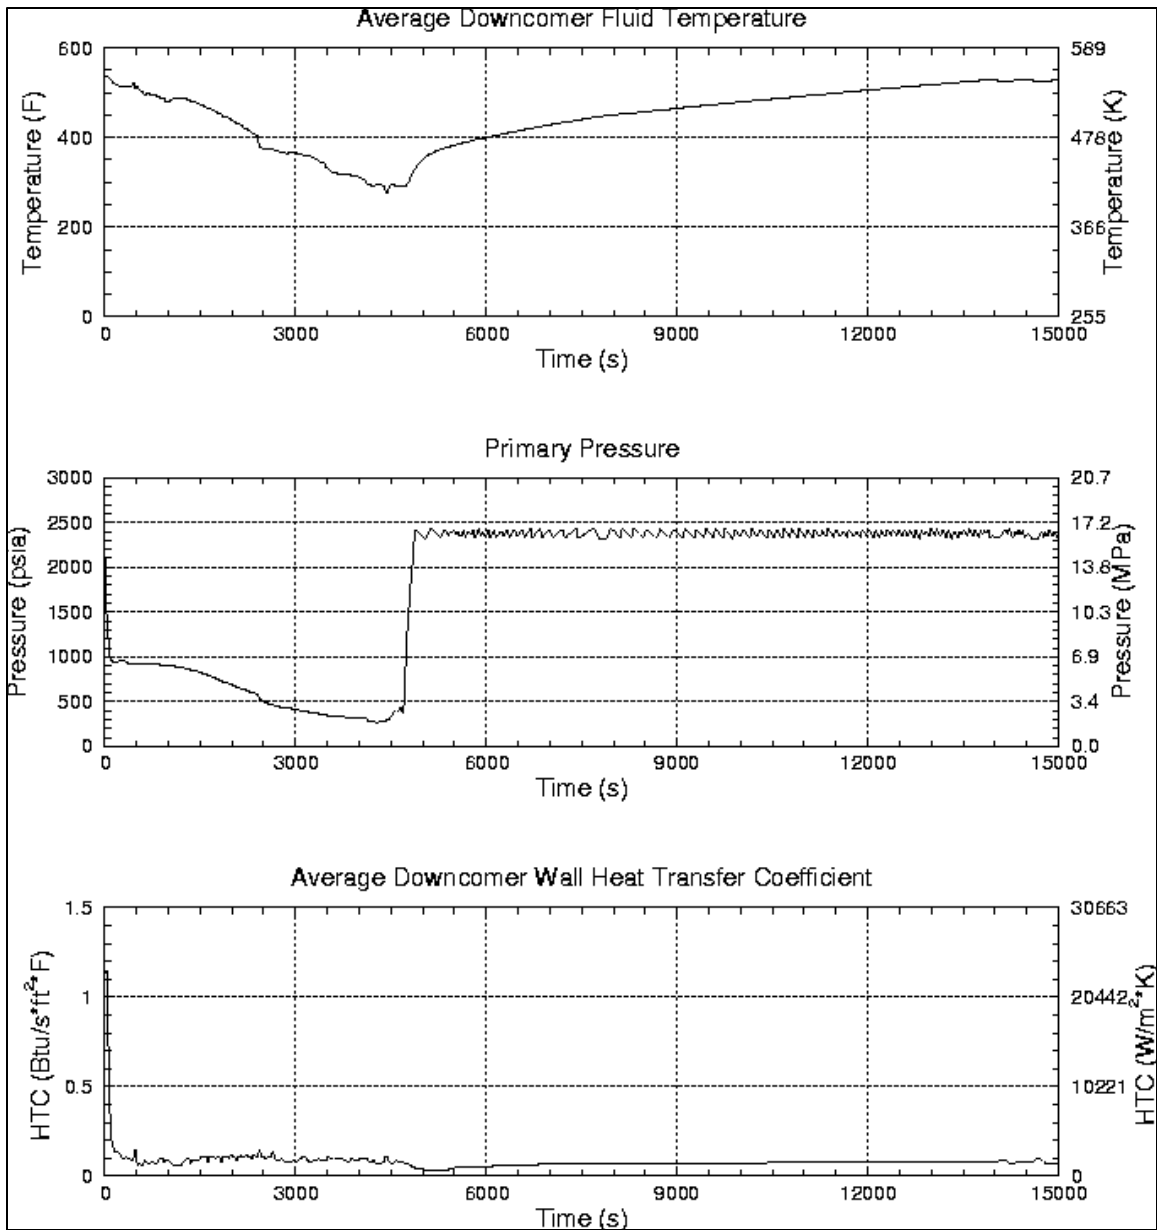 Average Downcomer Fluid Temperature
600
400
200
0
589
478
366
255
Temperature (F)
Temperature (K)
0 3000 6000 9000 12000 15000
Time (s)
Primary Pressure
3000
2500
2000
1500
1000
500
0
20.7
17.2
13.8
10.3
6.9
3.4
0.0
Pressure (psia)
Pressure (MPa)
0 3000 6000 9000 12000 15000
Time (s)
Average Downcomer Wall Heat Transfer Coefficient
1.5
1
0.5
0
30663
20442
10221
0
HTC (Btu/s*ft²*F)
HTC (W/m²*K)
0 3000 6000 9000 12000 15000
Time (s)